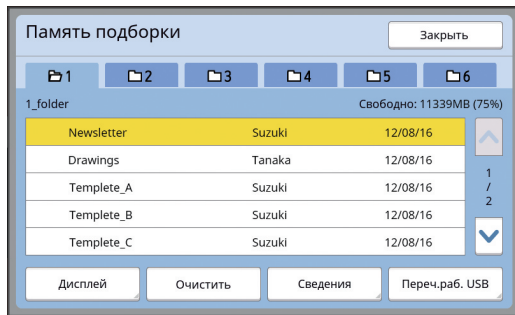 Память подборки Закрыть
1 2 3 4 5 6
1_folder Свободно: 11339MB (75%)
Newsletter Suzuki 12/08/16
Drawings Tanaka 12/08/16
Templete_A Suzuki 12/08/16
Templete_B Suzuki 12/08/16
Templete_C Suzuki 12/08/16
1
/
2
Дисплей Очистить Сведения Переч.раб. USB